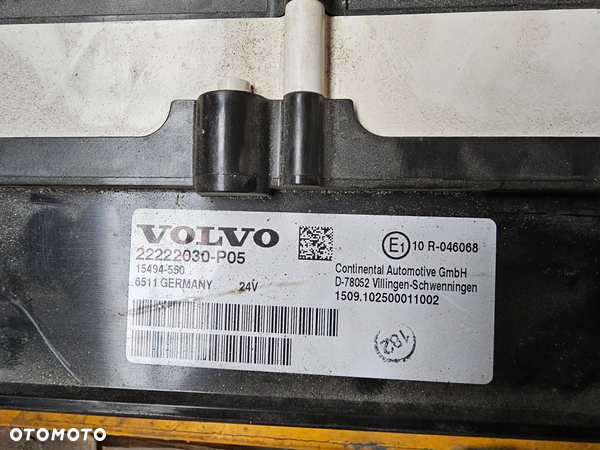 VOLVO
22222030-P05
15494-550
6511 GERMANY 24V
E1 10 R-046068
Continental Automotive GmbH
D-78052 Villingen-Schwenningen
1509.102500011002
182
OTOMOTO